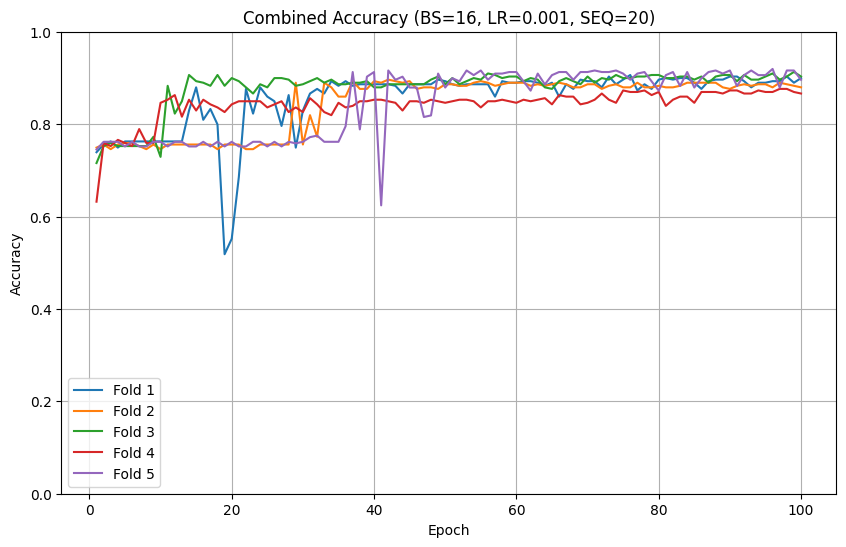 Combined Accuracy (BS=16, LR=0.001, SEQ=20)
1.0
0.8
0.6
0.4
0.2
0.0
Accuracy
Fold 1
Fold 2
Fold 3
Fold 4
Fold 5
0 20 40 60 80 100
Epoch